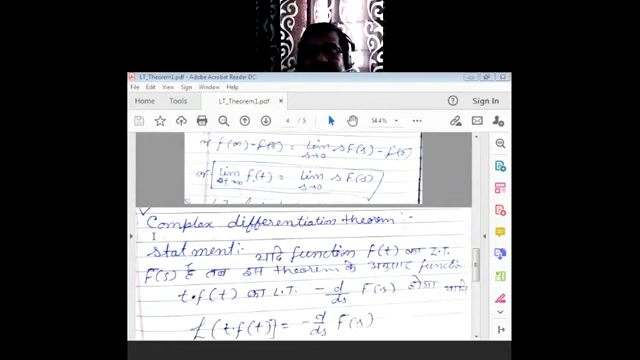 LT_Theorem1.pdf - Adobe Acrobat Reader DC
File Edit View Sign Window Help
Home Tools LT_Theorem1.pdf × ? Sign In
4 / 5 54.4%
or f(∞) - f(0) = lim s→0 sF(s) - f(0)
or lim t→∞ f(t) = lim s→0 sF(s)
Complex differentiation theorem :-
Statment: यदि function f(t) का L.T.
F(s) है तब इस theorem के अनुसार function
t.f(t) का L.T. - d/ds F(s) होगा यानि
L[t.f(t)] = - d/ds F(s)